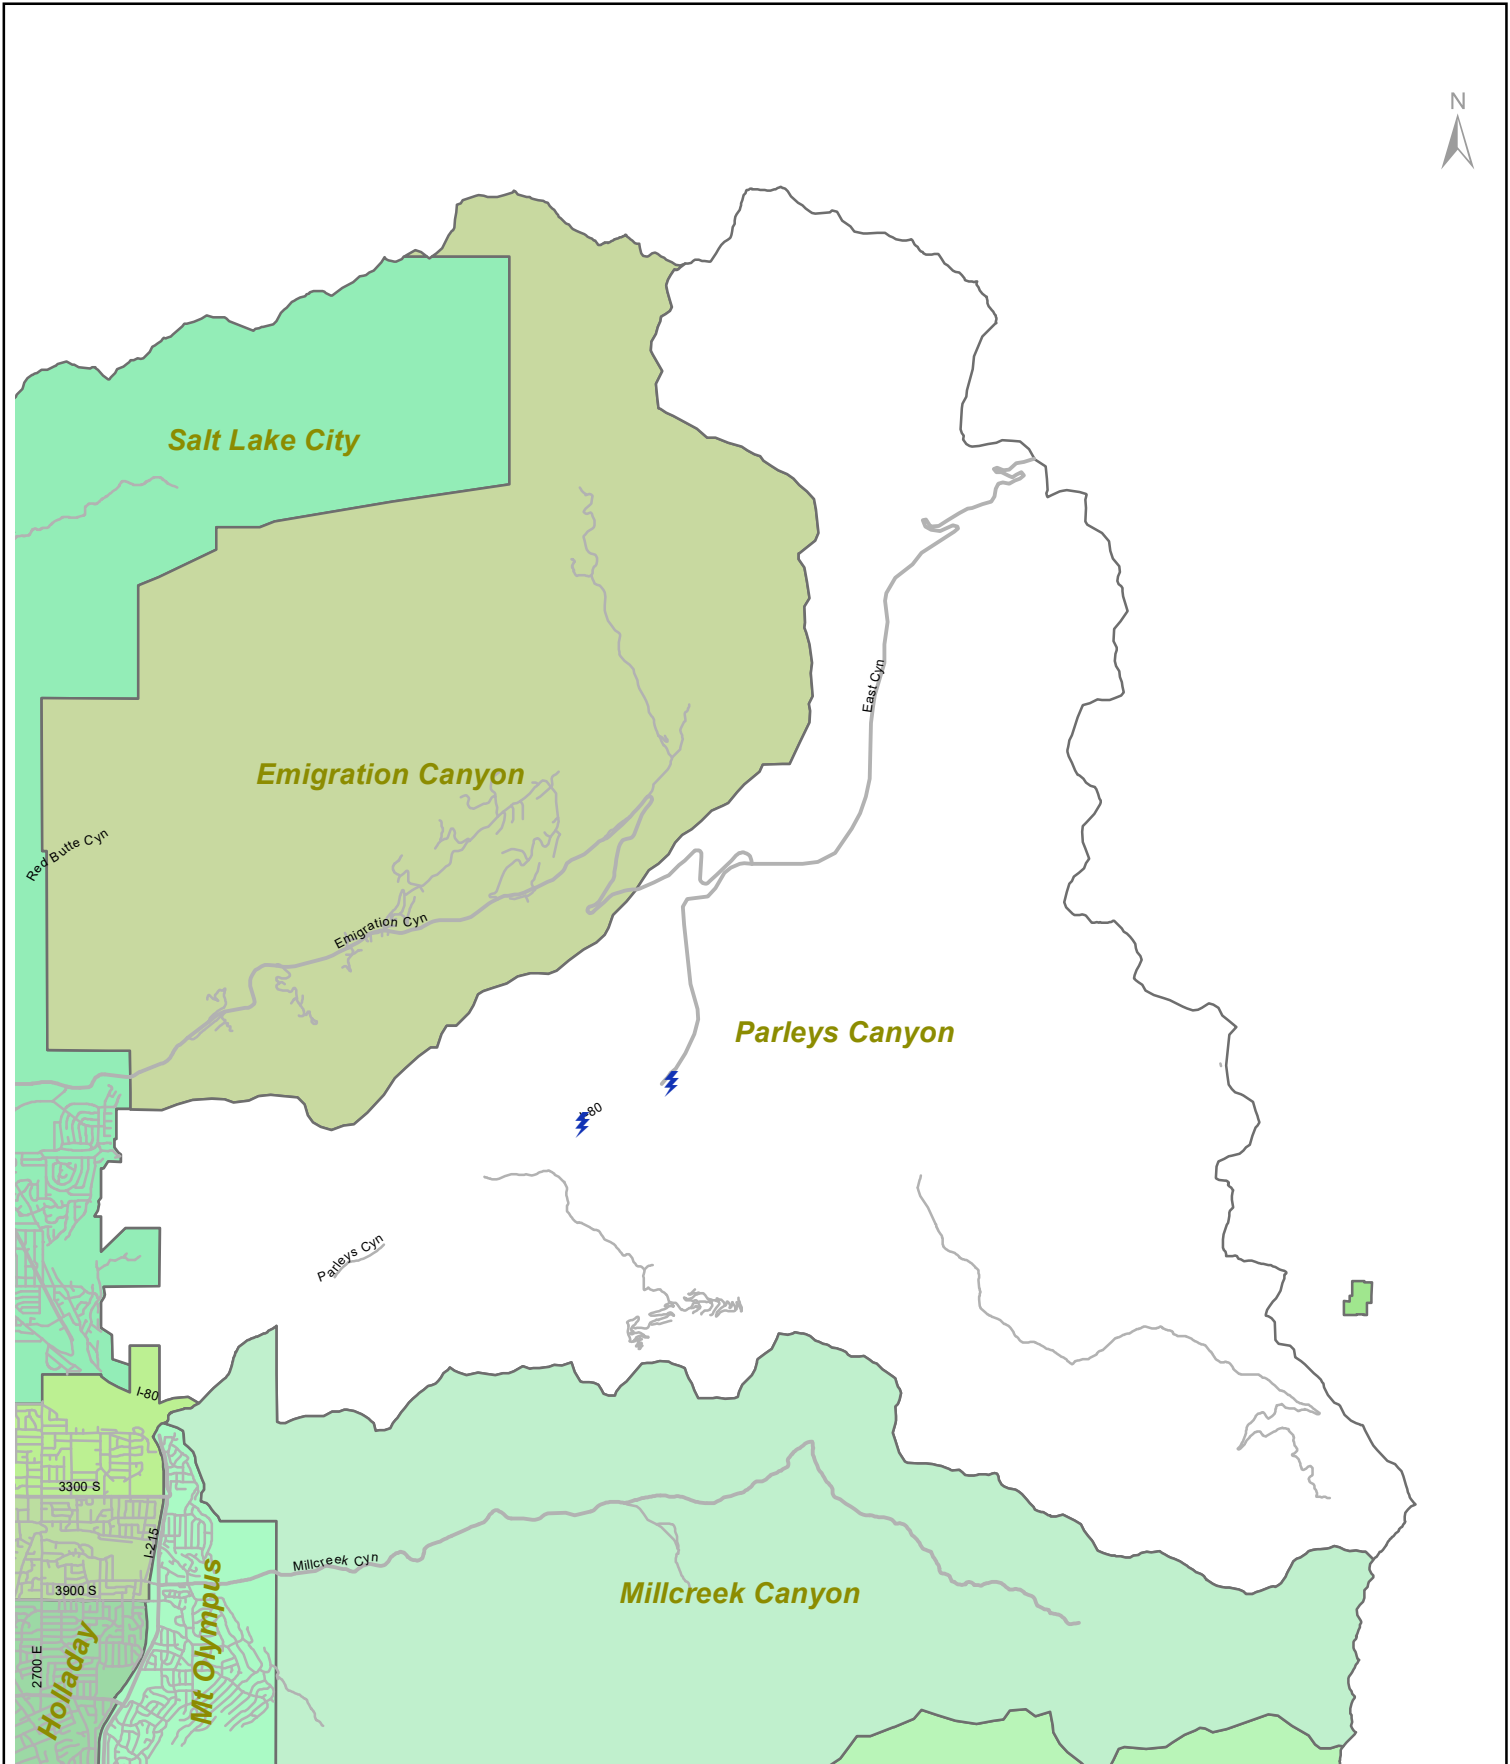 N
Salt Lake City
East Cyn
Emigration Canyon
Red Butte Cyn
Emigration Cyn
Parleys Canyon
80
Parleys Cyn
I-80
3300 S
I-215
Millcreek Cyn
3900 S
Millcreek Canyon
Mt Olympus
Holladay
2700 E